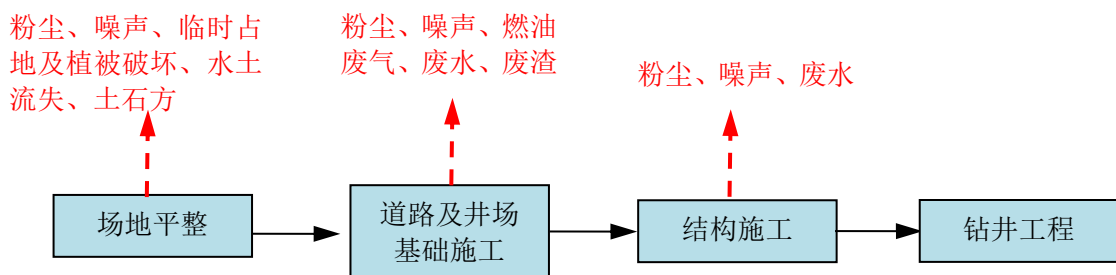 粉尘、噪声、临时占
地及植被破坏、水土
流失、土石方
粉尘、噪声、燃油
废气、废水、废渣
粉尘、噪声、废水
场地平整
道路及井场
基础施工
结构施工
钻井工程